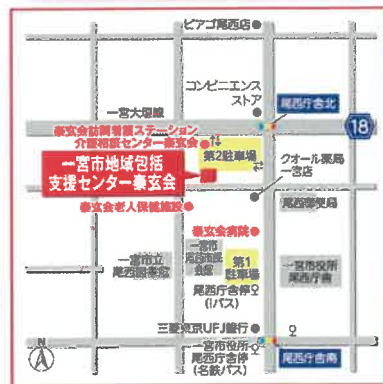 ピアゴ尾西店
コンビニエンス
ストア
尾西庁舎北
一宮大垣線
18
泰玄会訪問看護ステーション
介護相談センター泰玄会
第2駐車場
一宮市地域包括
支援センター泰玄会
クオール薬局
一宮店
泰玄会老人保健施設
尾西郵便局
泰玄会病院
一宮市立
尾西図書館
一宮市
尾西市民
会館
第1
駐車場
一宮市役所
尾西庁舎
尾西庁舎停
(iバス)
三菱東京UFJ銀行
一宮市役所
尾西庁舎停
(名鉄バス)
尾西庁舎南
N